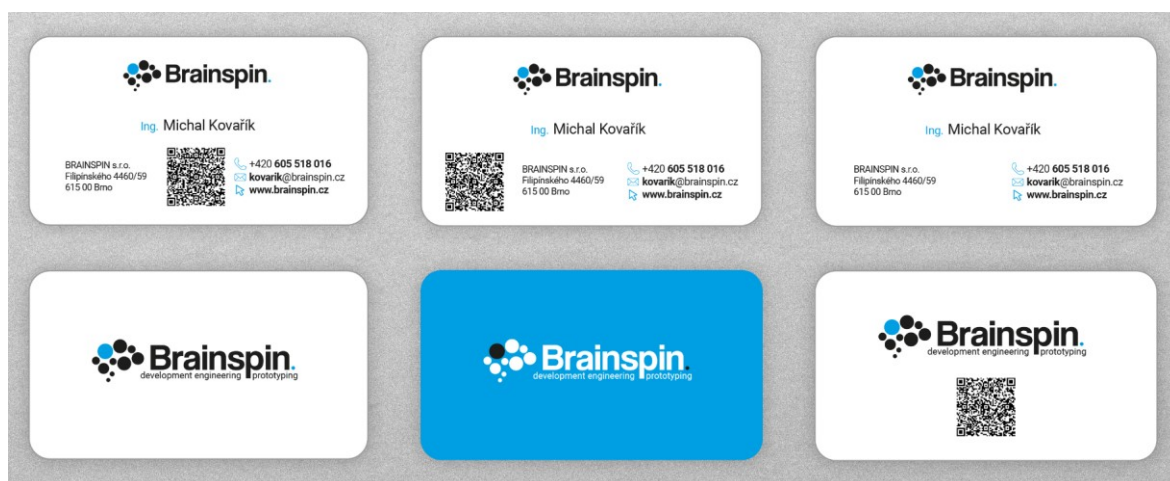 Brainspin.
Ing. Michal Kovařík
BRAINSPIN s.r.o.
Filipínského 4460/59
615 00 Brno
+420 605 518 016
kovarik@brainspin.cz
www.brainspin.cz
Brainspin.
Ing. Michal Kovařík
BRAINSPIN s.r.o.
Filipínského 4460/59
615 00 Brno
+420 605 518 016
kovarik@brainspin.cz
www.brainspin.cz
Brainspin.
Ing. Michal Kovařík
BRAINSPIN s.r.o.
Filipínského 4460/59
615 00 Brno
+420 605 518 016
kovarik@brainspin.cz
www.brainspin.cz
Brainspin.
development engineering prototyping
Brainspin.
development engineering prototyping
Brainspin.
development engineering prototyping